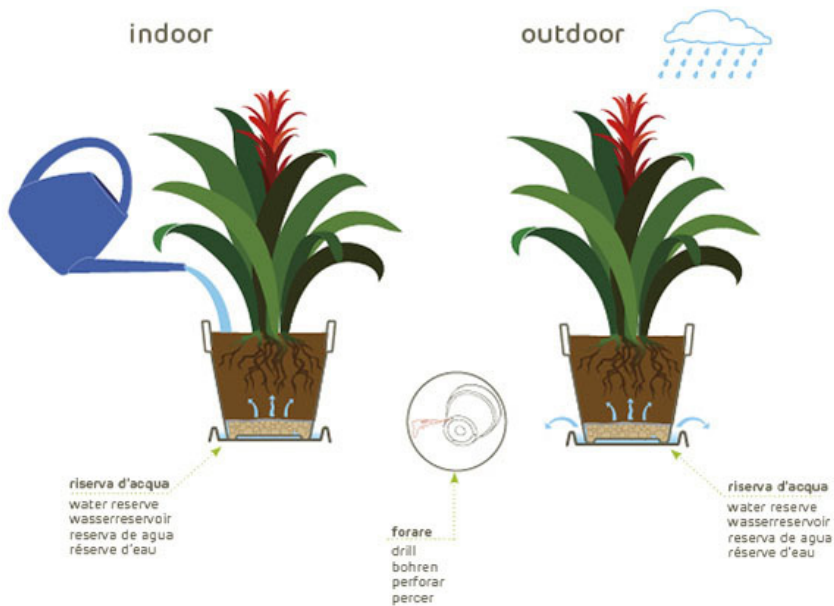 indoor
outdoor
riserva d'acqua
water reserve
wasserreservoir
reserva de agua
réserve d'eau
forare
drill
bohren
perforar
percer
riserva d'acqua
water reserve
wasserreservoir
reserva de agua
réserve d'eau